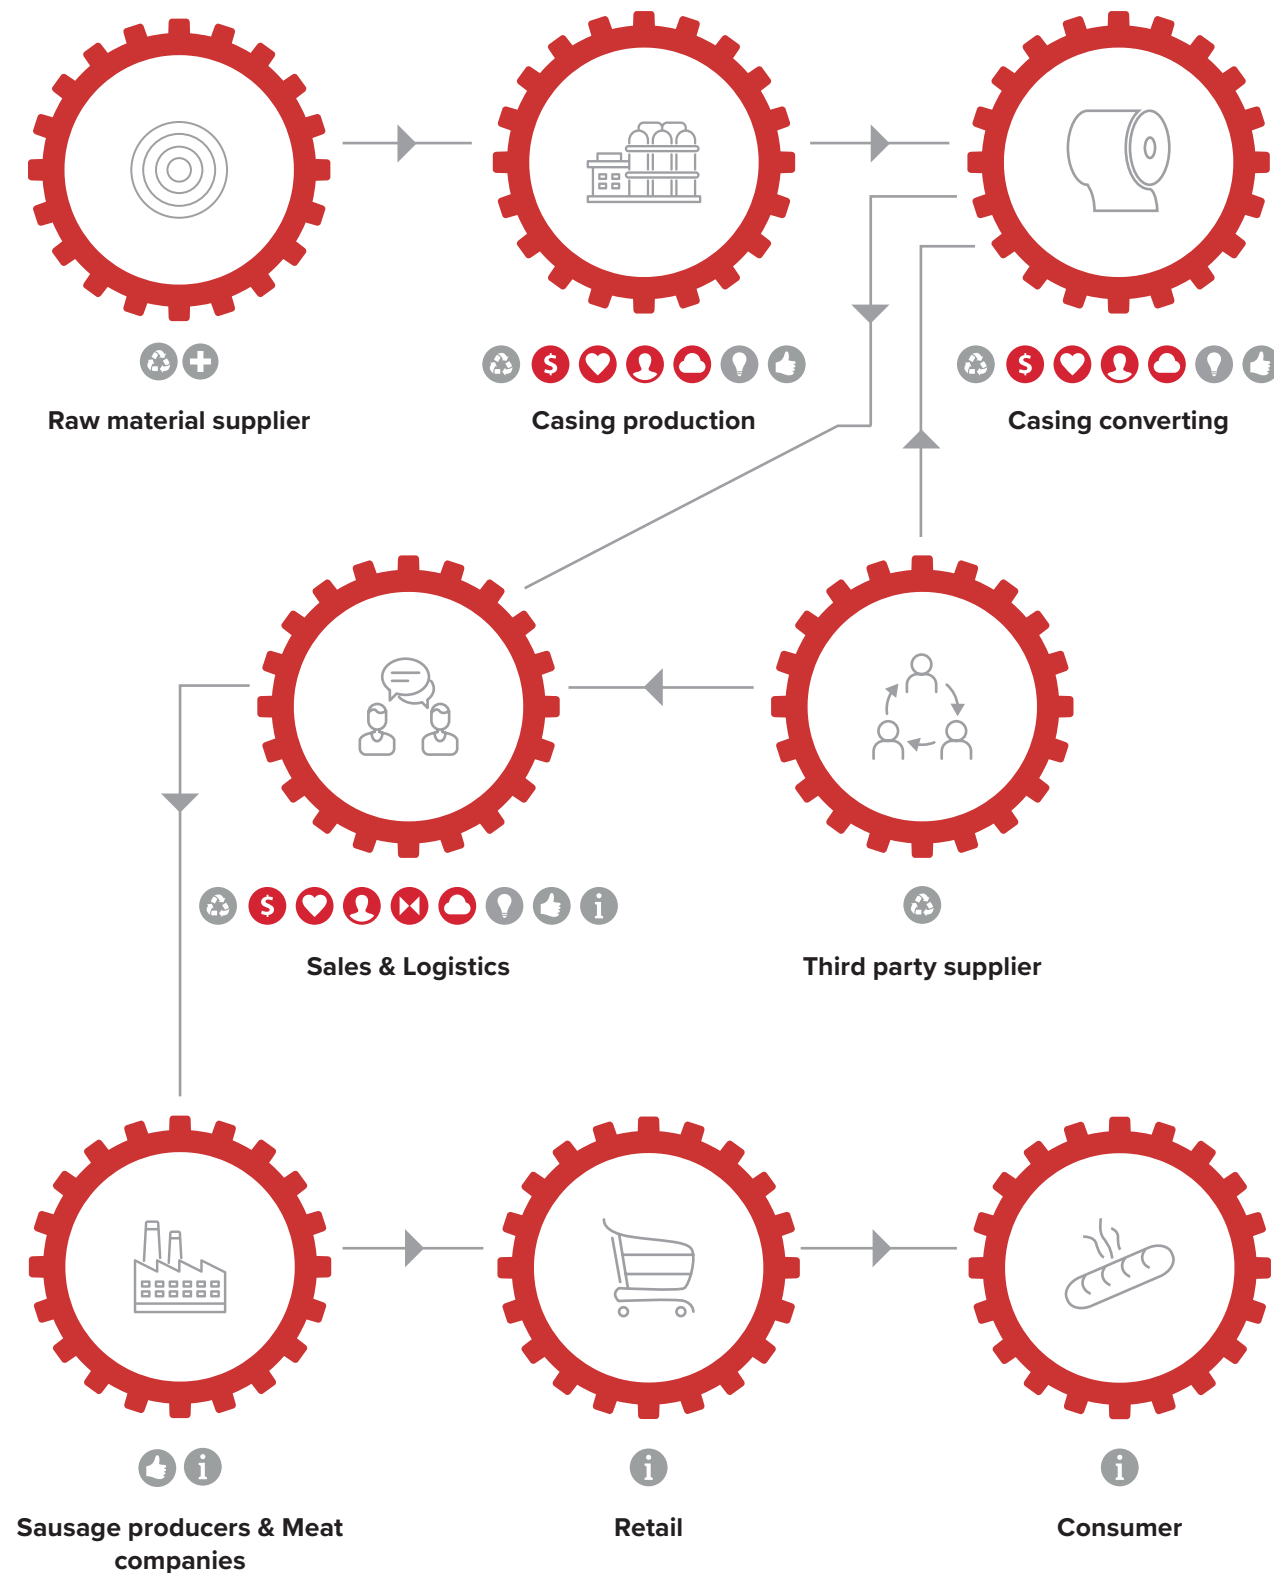 Raw material supplier
Casing production
Casing converting
Sales & Logistics
Third party supplier
Sausage producers & Meat
companies
Retail
Consumer